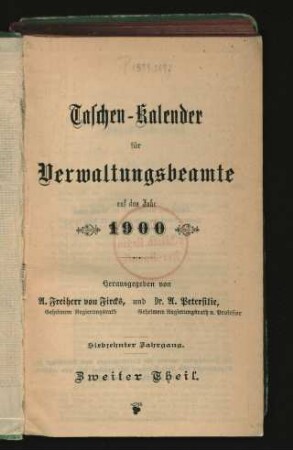 Taschen-Kalender
für
Verwaltungsbeamte
auf das Jahr
1900
Herausgegeben von
A. Freiherr von Fircks, und Dr. A. Petersilie,
Geheimem Regierungsrath Geheimem Regierungsrath u. Professor
Siebzehnter Jahrgang.
Zweiter Theil.